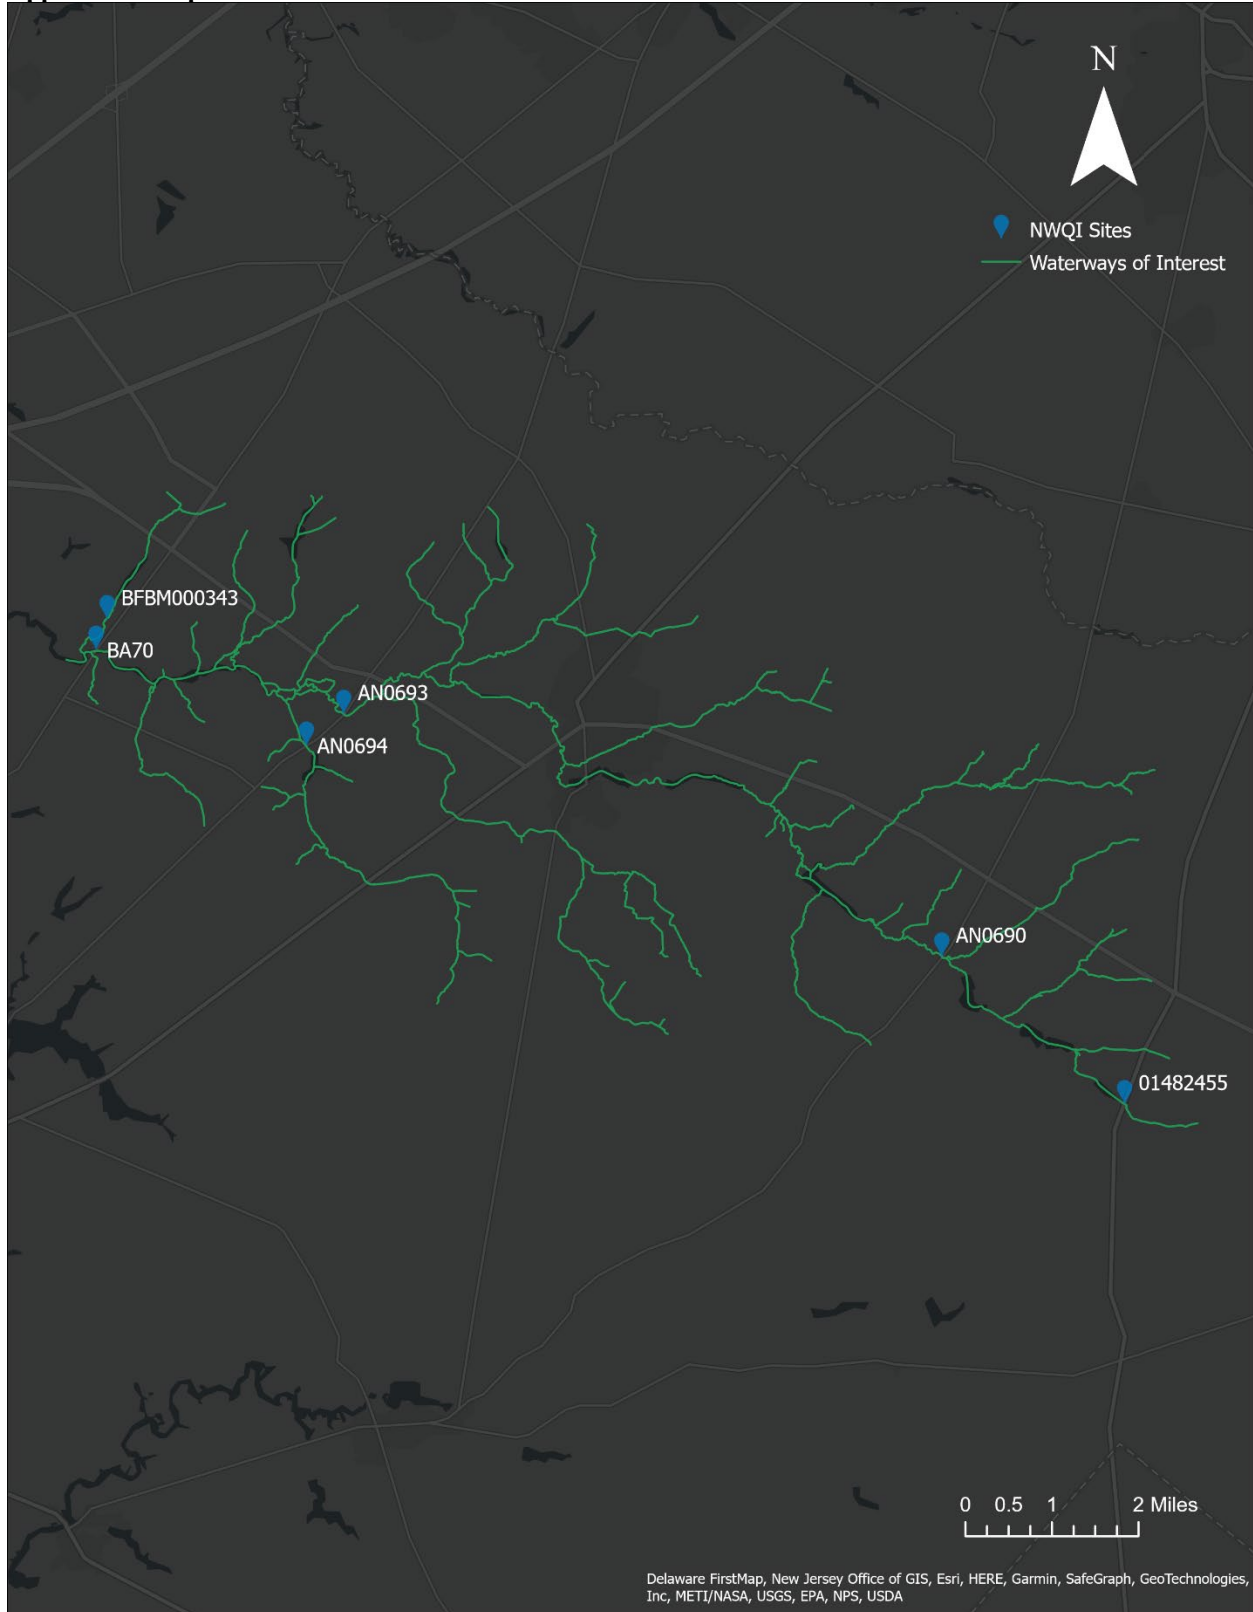 N
NWQI Sites
Waterways of Interest
BFBM000343
BA70
AN0693
AN0694
AN0690
01482455
0 0.5 1 2 Miles
Delaware FirstMap, New Jersey Office of GIS, Esri, HERE, Garmin, SafeGraph, GeoTechnologies,
Inc, METI/NASA, USGS, EPA, NPS, USDA